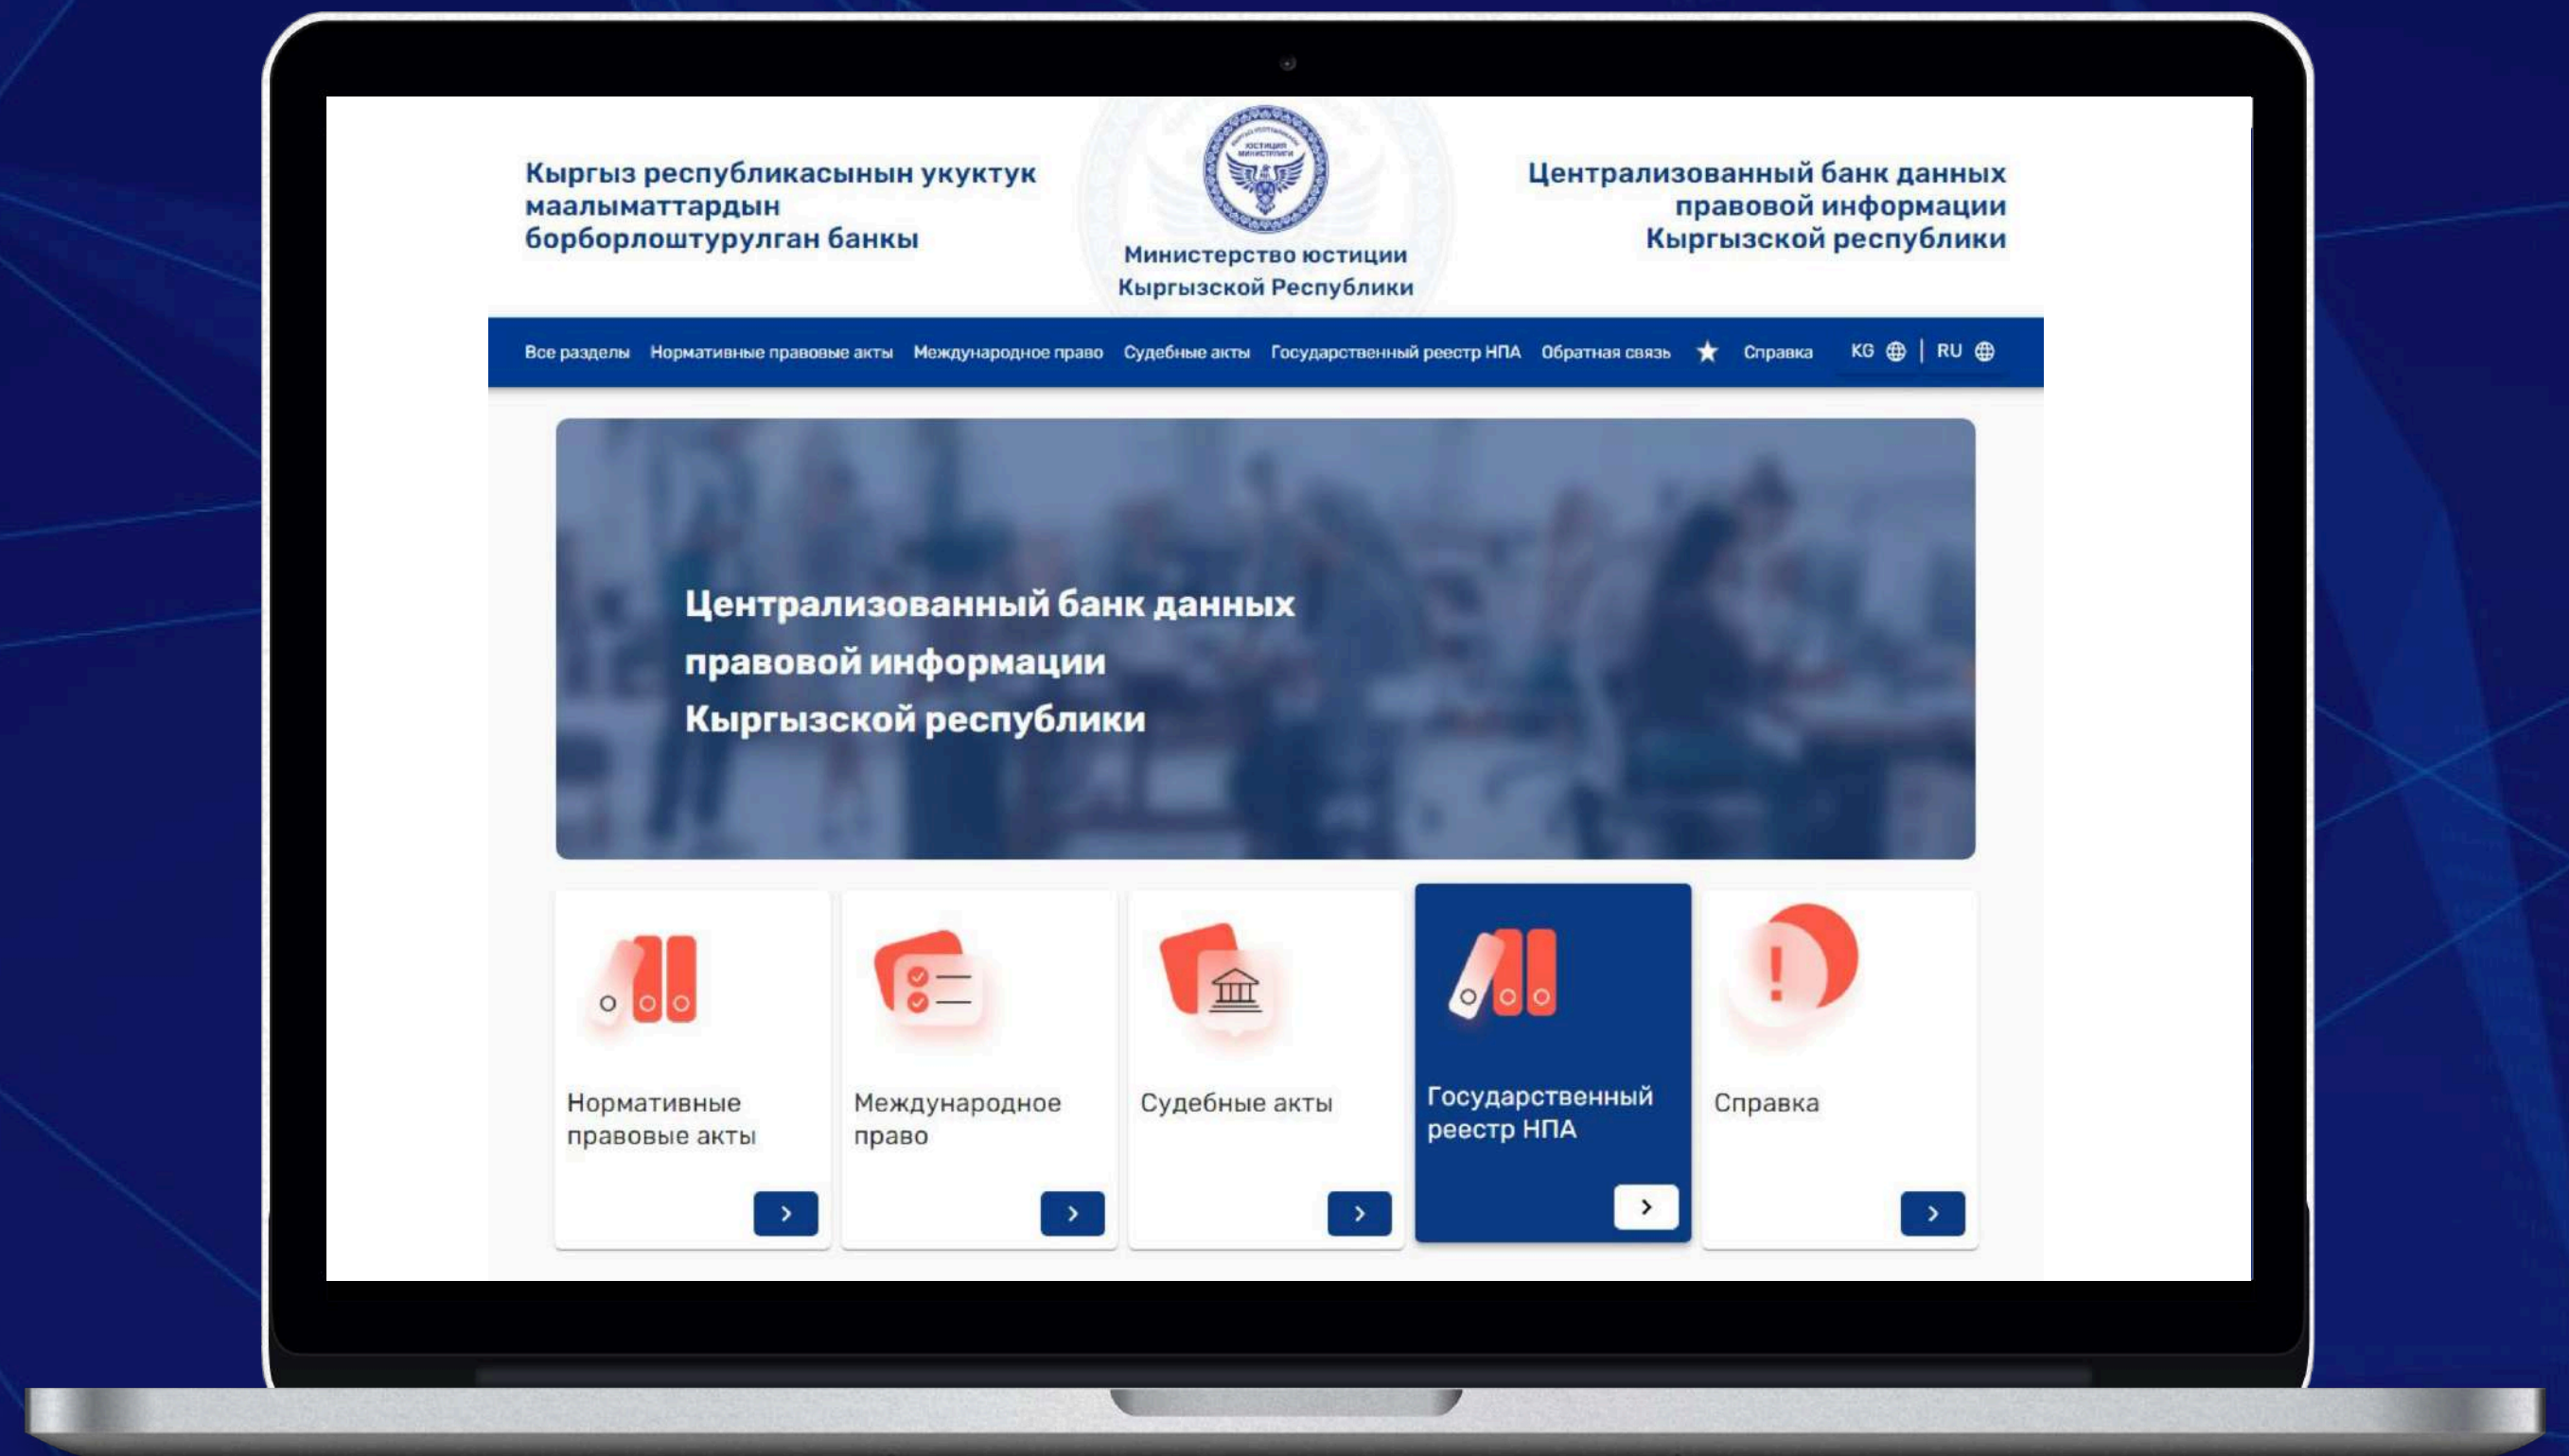 Кыргыз республикасынын укуктук
маалыматтардын
борборлоштурулган банкы
ЮСТИЦИЯ
МИНИСТРЛИГИ
Министерство юстиции
Кыргызской Республики
Централизованный банк данных
правовой информации
Кыргызской республики
Все разделы Нормативные правовые акты Международное право Судебные акты Государственный реестр НПА Обратная связь Справка KG | RU
Централизованный банк данных
правовой информации
Кыргызской республики
Нормативные
правовые акты
Международное
право
Судебные акты
Государственный
реестр НПА
Справка